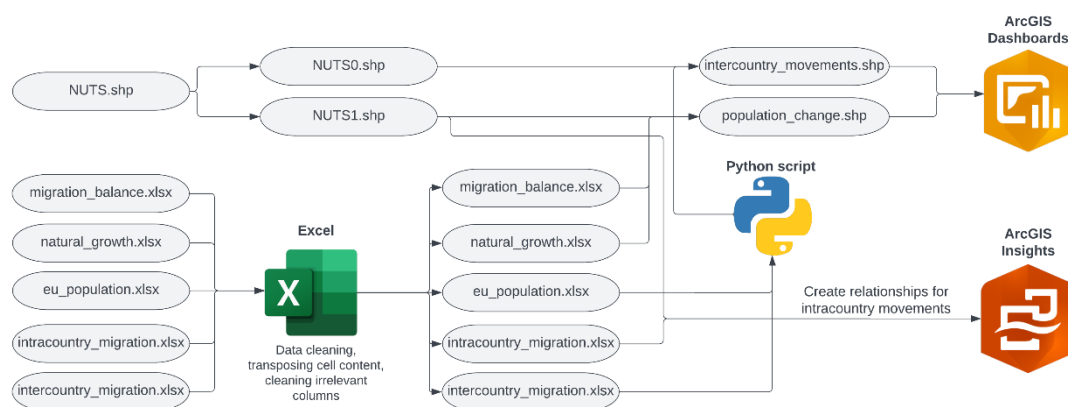 ArcGIS
Dashboards
NUTS.shp
NUTS0.shp
NUTS1.shp
intercountry_movements.shp
population_change.shp
migration_balance.xlsx
natural_growth.xlsx
eu_population.xlsx
intracountry_migration.xlsx
intercountry_migration.xlsx
Excel
X
Data cleaning,
transposing cell content,
cleaning irrelevant
columns
migration_balance.xlsx
natural_growth.xlsx
eu_population.xlsx
intracountry_migration.xlsx
intercountry_migration.xlsx
Python script
Create relationships for
intracountry movements
ArcGIS
Insights